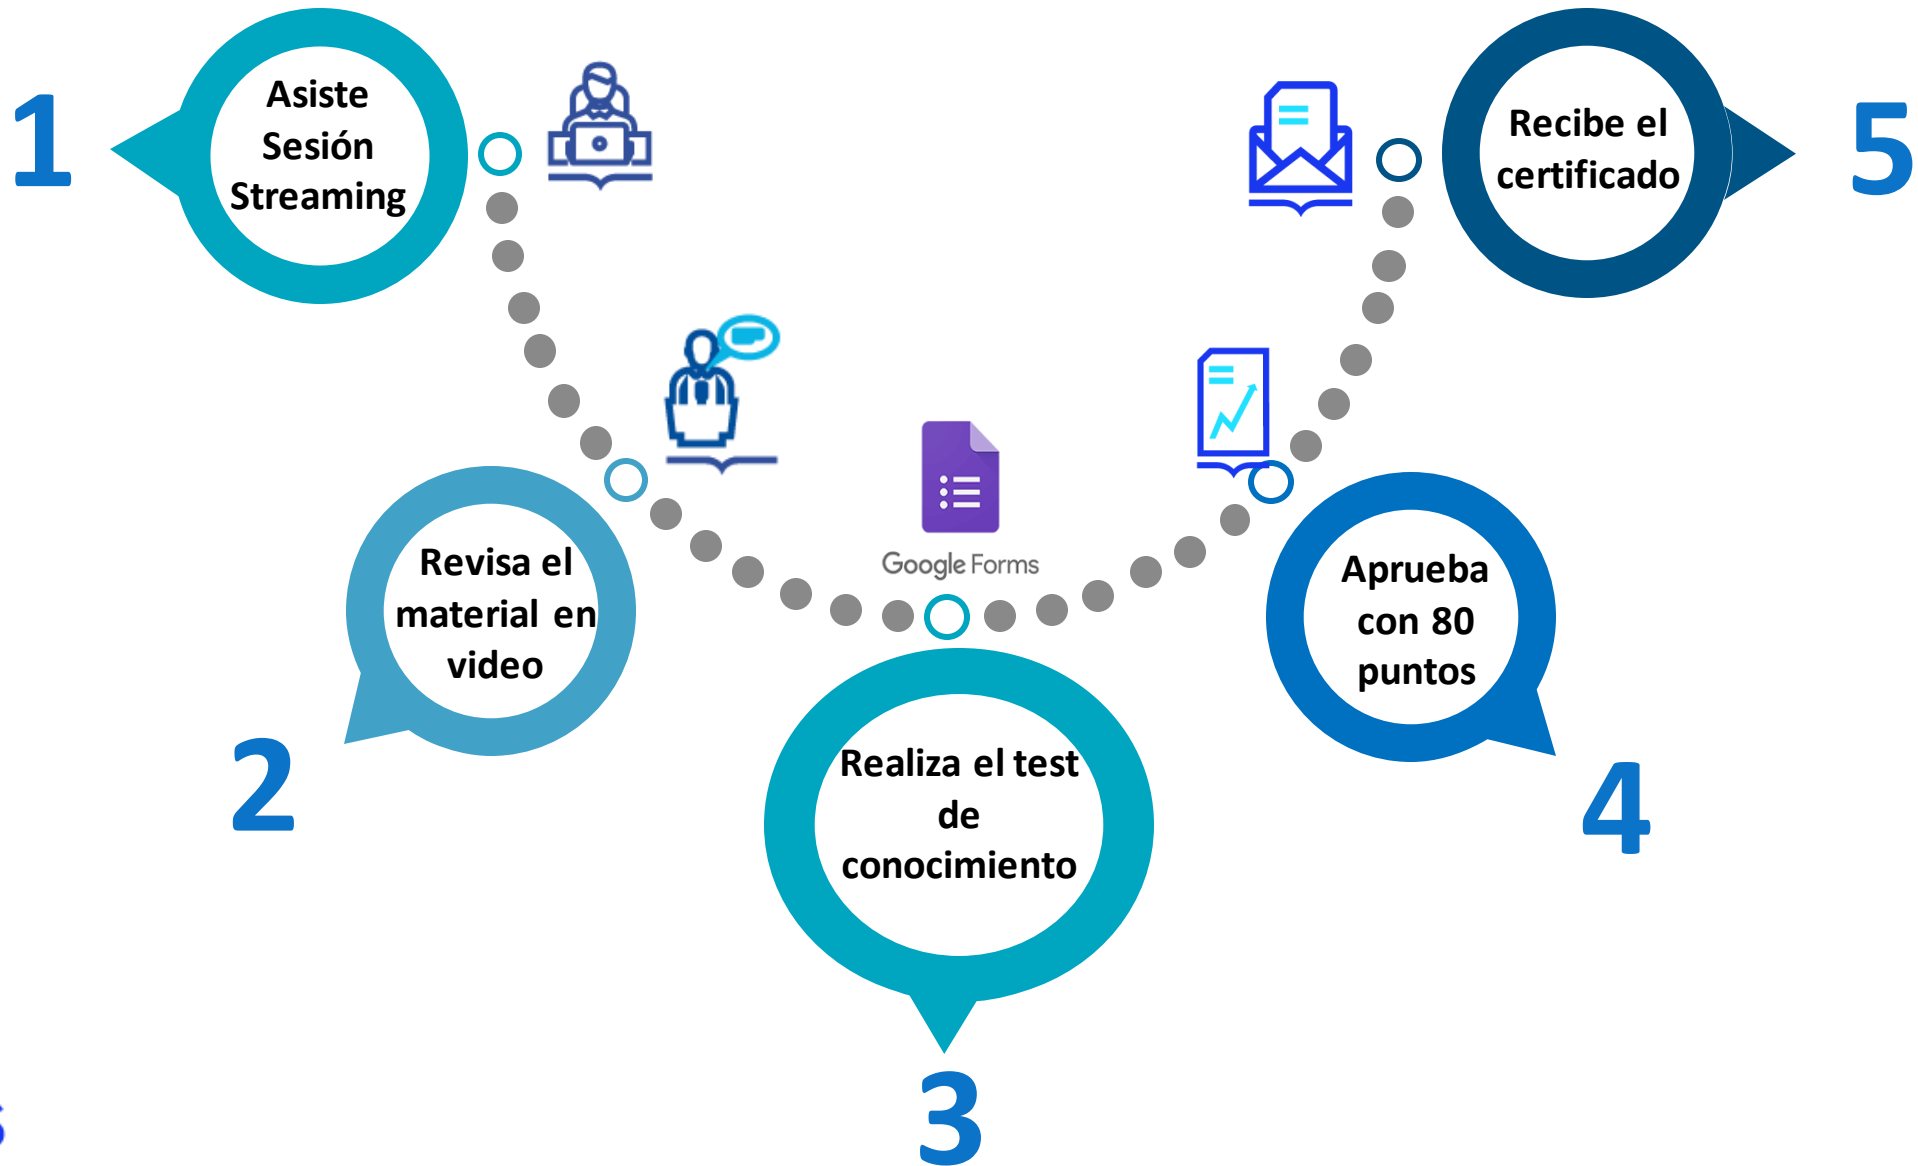 1
Asiste
Sesión
Streaming
2
Revisa el
material en
video
Google Forms
3
Realiza el test
de
conocimiento
4
Aprueba
con 80
puntos
5
Recibe el
certificado